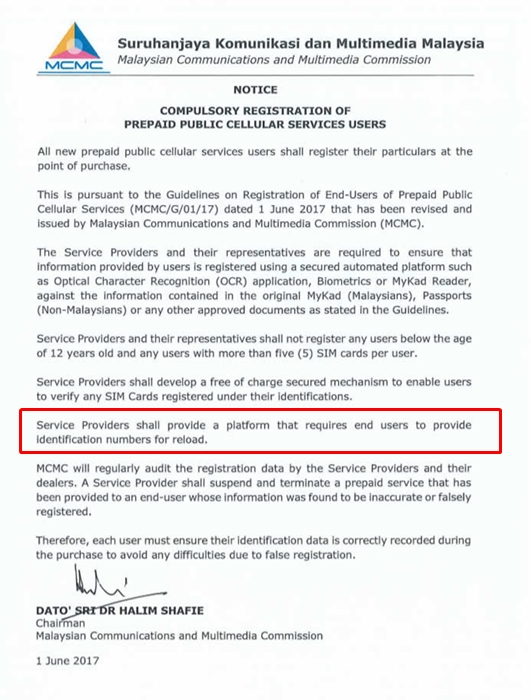 MCMC
Suruhanjaya Komunikasi dan Multimedia Malaysia
Malaysian Communications and Multimedia Commission
NOTICE
COMPULSORY REGISTRATION OF
PREPAID PUBLIC CELLULAR SERVICES USERS
All new prepaid public cellular services users shall register their particulars at the
point of purchase.
This is pursuant to the Guidelines on Registration of End-Users of Prepaid Public
Cellular Services (MCMC/G/01/17) dated 1 June 2017 that has been revised and
issued by Malaysian Communications and Multimedia Commission (MCMC).
The Service Providers and their representatives are required to ensure that
information provided by users is registered using a secured automated platform such
as Optical Character Recognition (OCR) application, Biometrics or MyKad Reader,
against the information contained in the original MyKad (Malaysians), Passports
(Non-Malaysians) or any other approved documents as stated in the Guidelines.
Service Providers and their representatives shall not register any users below the
age of 12 years old and any users with more than five (5) SIM cards per user.
Service Providers shall develop a free of charge secured mechanism to enable users
to verify any SIM Cards registered under their identifications.
Service Providers shall provide a platform that requires end users to provide
identification numbers for reload.
MCMC will regularly audit the registration data by the Service Providers and their
dealers. A Service Provider shall suspend and terminate a prepaid service that has
been provided to an end-user whose information was found to be inaccurate or falsely
registered.
Therefore, each user must ensure their identification data is correctly recorded during
the purchase to avoid any difficulties due to false registration.
DATO' SRI DR HALIM SHAFIE
Chairman
Malaysian Communications and Multimedia Commission
1 June 2017